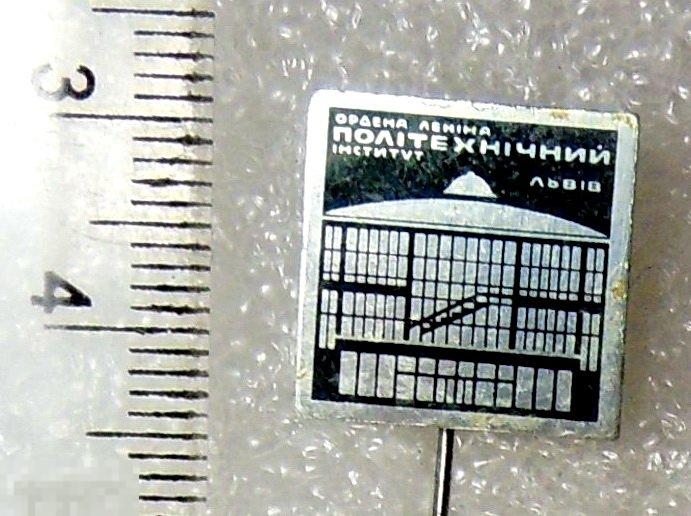 ОРДЕНА ЛЕНІНА
ПОЛІТЕХНІЧНИЙ
ІНСТИТУТ
ЛЬВІВ
3
4